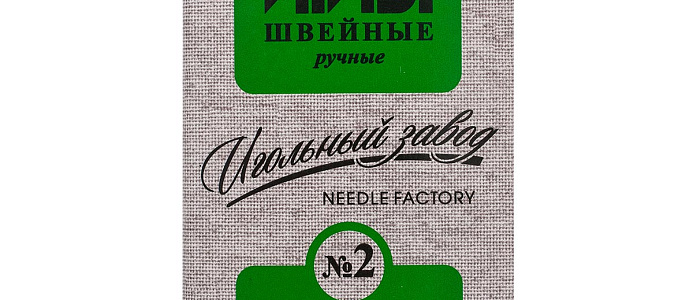 ШВЕЙНЫЕ
ручные
Игольный завод
NEEDLE FACTORY
№2